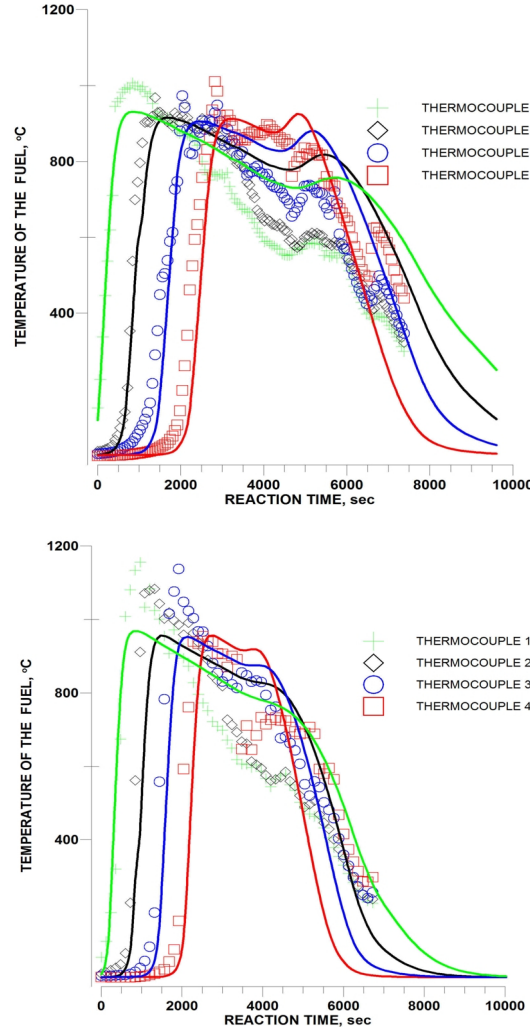 1200
800
400
TEMPERATURE OF THE FUEL, ºC
THERMOCOUPLE
THERMOCOUPLE
THERMOCOUPLE
THERMOCOUPLE
0
2000
4000
6000
8000
10000
REACTION TIME, sec
1200
800
400
TEMPERATURE OF THE FUEL, ºC
THERMOCOUPLE 1
THERMOCOUPLE 2
THERMOCOUPLE 3
THERMOCOUPLE 4
0
2000
4000
6000
8000
10000
REACTION TIME, sec